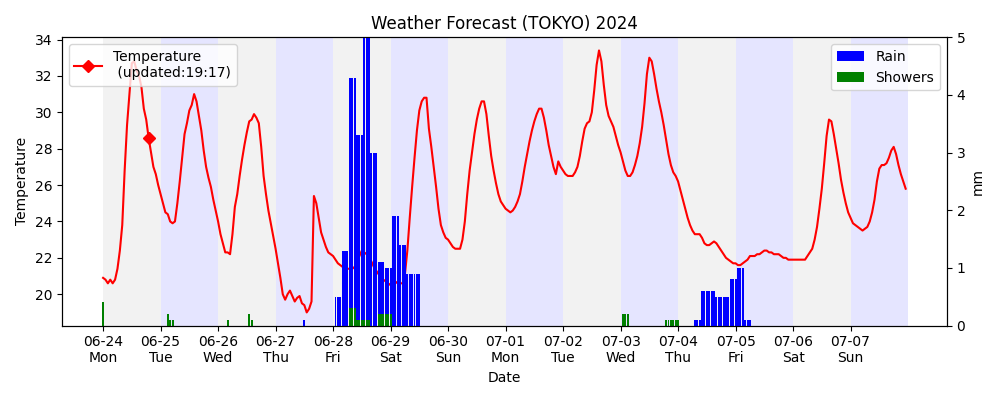 Weather Forecast (TOKYO) 2024
Temperature
(updated:19:17)
Rain
Showers
34
32
30
28
26
24
22
20
Temperature
5
4
3
2
1
0
mm
06-24 06-25 06-26 06-27 06-28 06-29 06-30 07-01 07-02 07-03 07-04 07-05 07-06 07-07
Mon Tue Wed Thu Fri Sat Sun Mon Tue Wed Thu Fri Sat Sun
Date